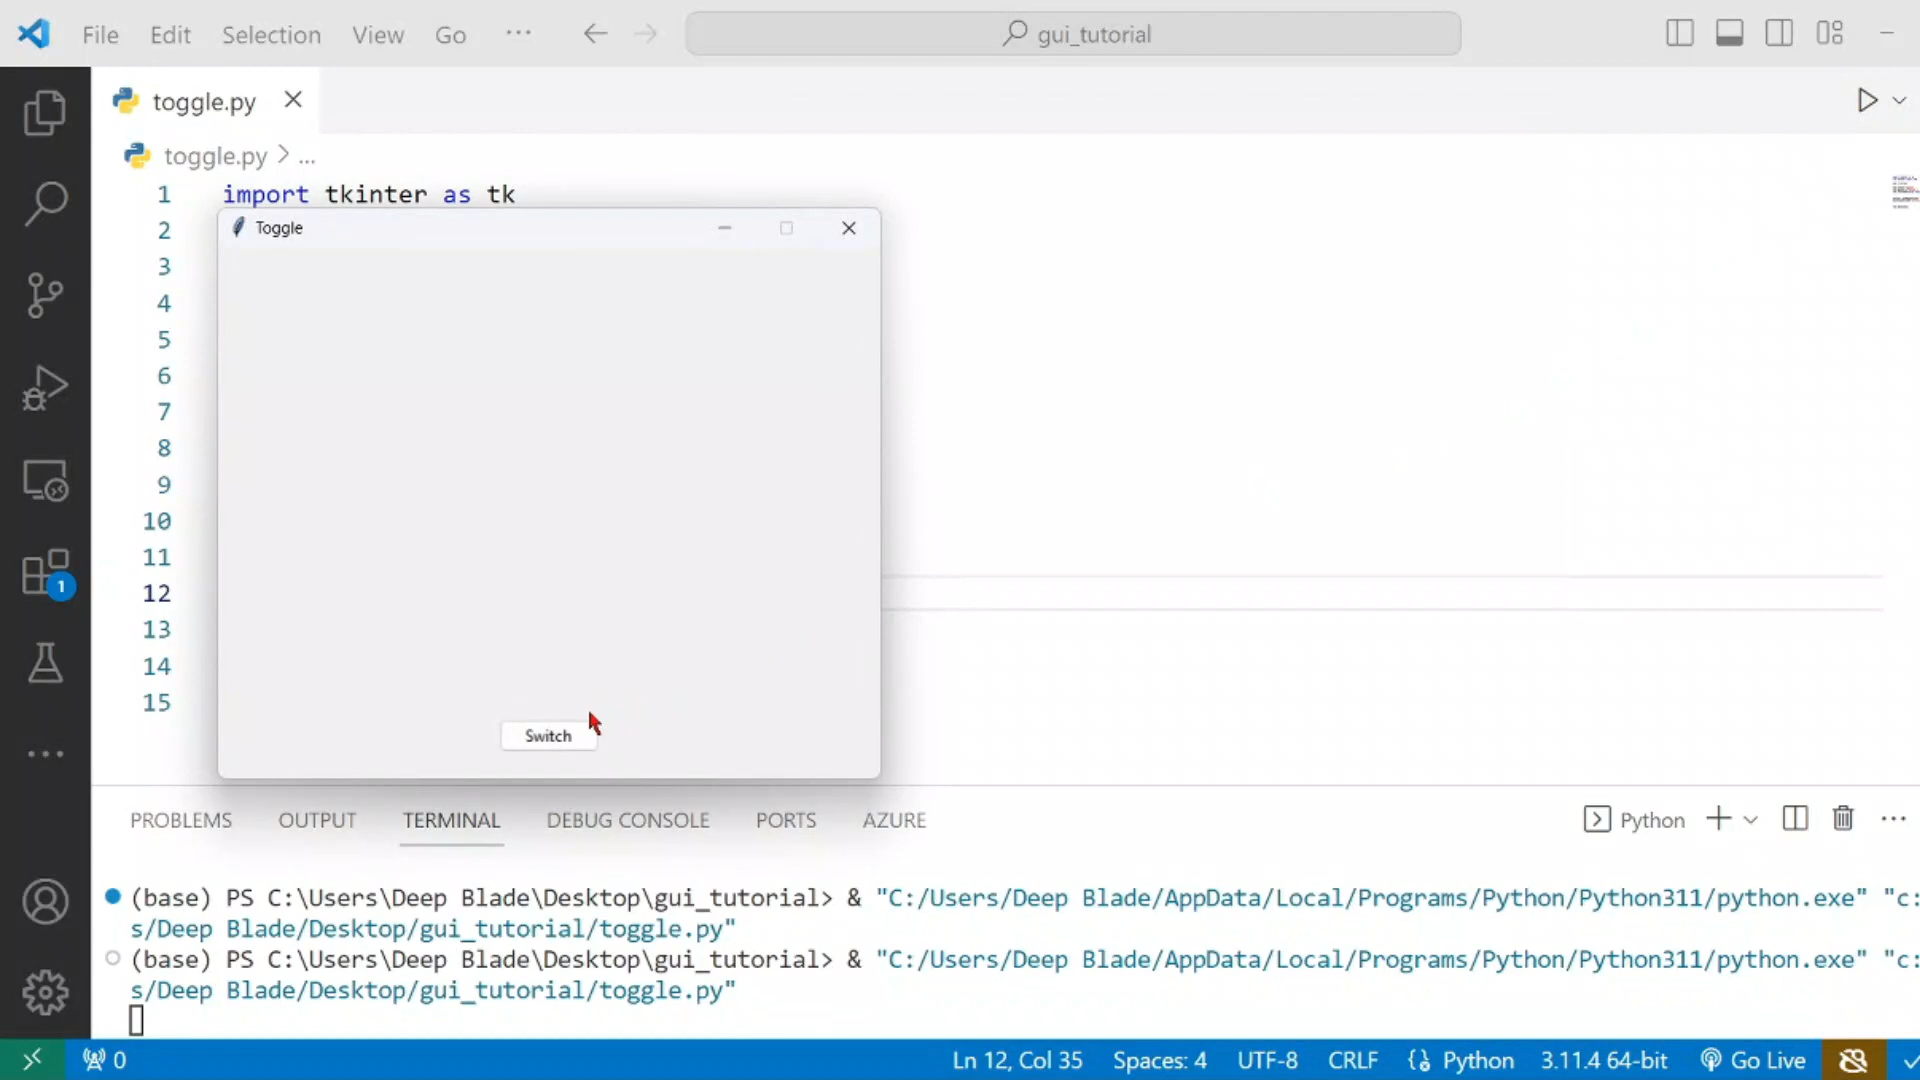 File Edit Selection View Go ··· gui_tutorial
toggle.py
toggle.py > ...
1 import tkinter as tk
2
Toggle
3
4
5
6
7
8
9
10
11
12
13
14
15
1
Switch
PROBLEMS OUTPUT TERMINAL DEBUG CONSOLE PORTS AZURE Python
(base) PS C:\Users\Deep Blade\Desktop\gui_tutorial> & "C:/Users/Deep Blade/AppData/Local/Programs/Python/Python311/python.exe" "c:
s/Deep Blade/Desktop/gui_tutorial/toggle.py"
(base) PS C:\Users\Deep Blade\Desktop\gui_tutorial> & "C:/Users/Deep Blade/AppData/Local/Programs/Python/Python311/python.exe" "c:
s/Deep Blade/Desktop/gui_tutorial/toggle.py"
0 Ln 12, Col 35 Spaces: 4 UTF-8 CRLF Python 3.11.4 64-bit Go Live